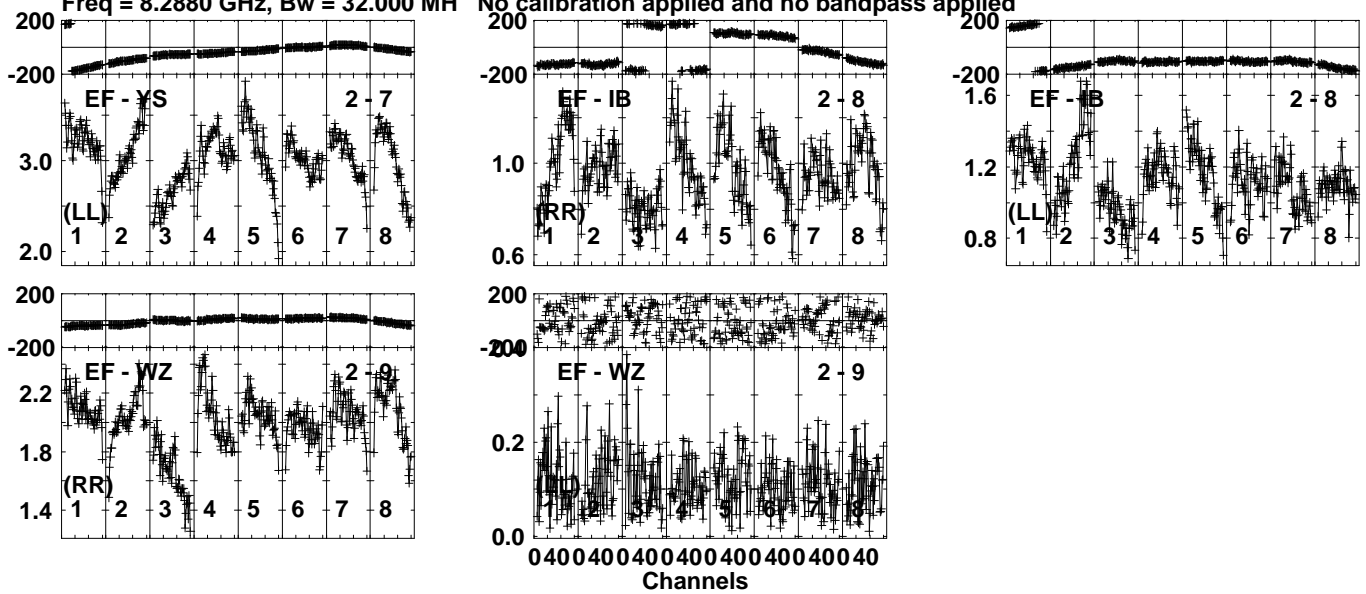 Freq = 8.2880 GHz, Bw = 32.000 MH No calibration applied and no bandpass applied
200
-200
EF - YS 2 - 7
3.0
(LL)
1 2 3 4 5 6 7 8
2.0
200
-200
EF - IB 2 - 8
1.0
(RR)
1 2 3 4 5 6 7 8
0.6
200
-200
1.6
EF - IB 2 - 8
1.2
(LL)
1 2 3 4 5 6 7 8
0.8
200
-200
EF - WZ 2 - 9
2.2
1.8
(RR)
1 2 3 4 5 6 7 8
1.4
200
-200
0.4
EF - WZ 2 - 9
0.2
(LL)
1 2 3 4 5 6 7 8
0.0
0 40 0 40 0 40 0 40 0 40 0 40 0 40 0 40
Channels